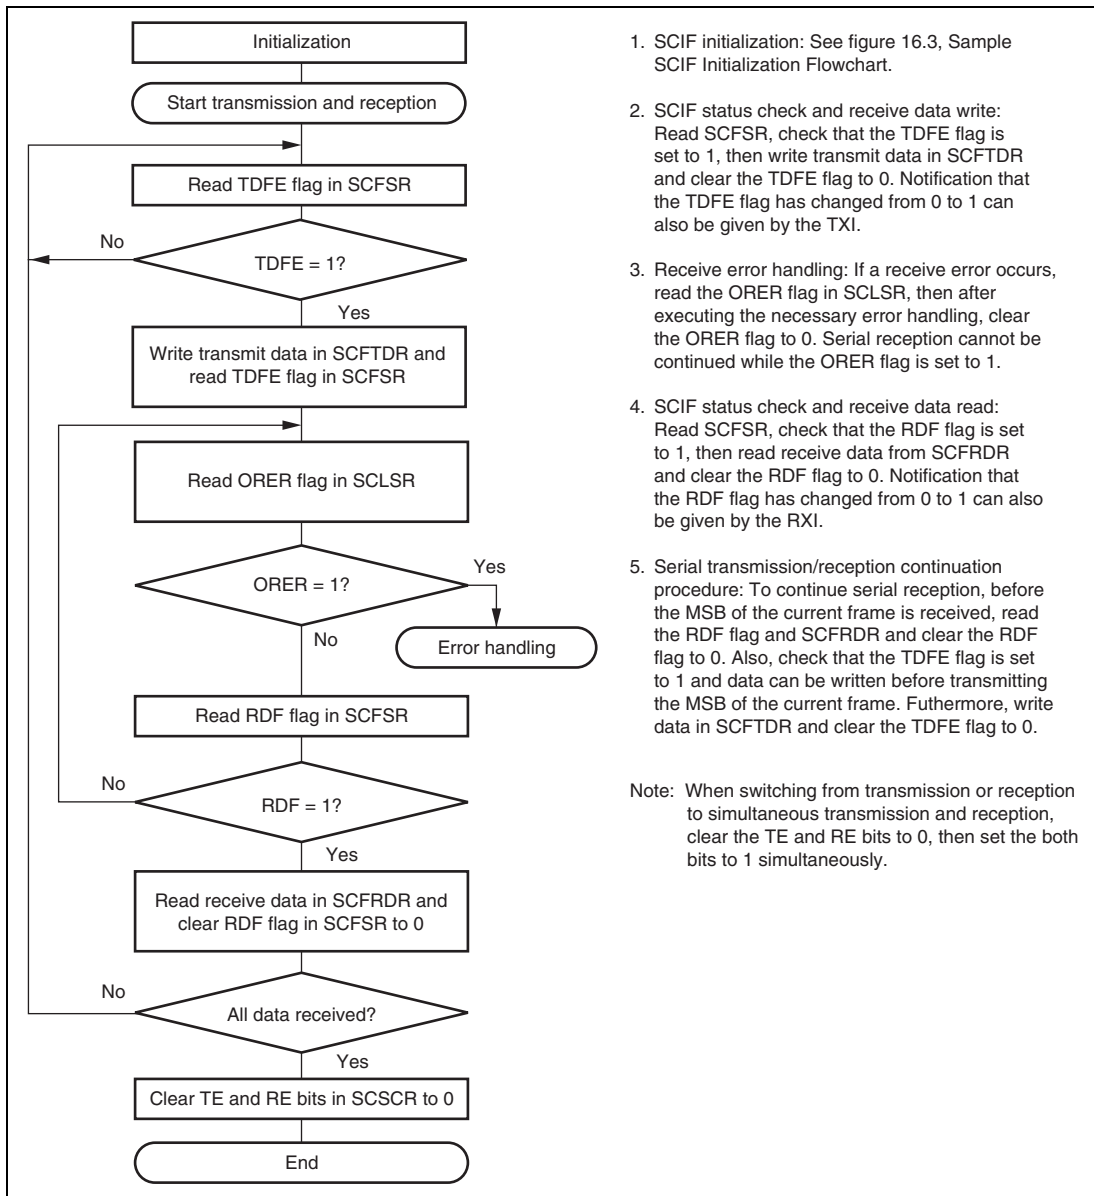 Initialization
Start transmission and reception
Read TDFE flag in SCFSR
No
TDFE = 1?
Yes
Write transmit data in SCFTDR and
read TDFE flag in SCFSR
Read ORER flag in SCLSR
ORER = 1?
Yes
No
Error handling
Read RDF flag in SCFSR
No
RDF = 1?
Yes
Read receive data in SCFRDR and
clear RDF flag in SCFSR to 0
No
All data received?
Yes
Clear TE and RE bits in SCSCR to 0
End
1. SCIF initialization: See figure 16.3, Sample
SCIF Initialization Flowchart.
2. SCIF status check and receive data write:
Read SCFSR, check that the TDFE flag is
set to 1, then write transmit data in SCFTDR
and clear the TDFE flag to 0. Notification that
the TDFE flag has changed from 0 to 1 can
also be given by the TXI.
3. Receive error handling: If a receive error occurs,
read the ORER flag in SCLSR, then after
executing the necessary error handling, clear
the ORER flag to 0. Serial reception cannot be
continued while the ORER flag is set to 1.
4. SCIF status check and receive data read:
Read SCFSR, check that the RDF flag is set
to 1, then read receive data from SCFRDR
and clear the RDF flag to 0. Notification that
the RDF flag has changed from 0 to 1 can also
be given by the RXI.
5. Serial transmission/reception continuation
procedure: To continue serial reception, before
the MSB of the current frame is received, read
the RDF flag and SCFRDR and clear the RDF
flag to 0. Also, check that the TDFE flag is set
to 1 and data can be written before transmitting
the MSB of the current frame. Futhermore, write
data in SCFTDR and clear the TDFE flag to 0.
Note: When switching from transmission or reception
to simultaneous transmission and reception,
clear the TE and RE bits to 0, then set the both
bits to 1 simultaneously.